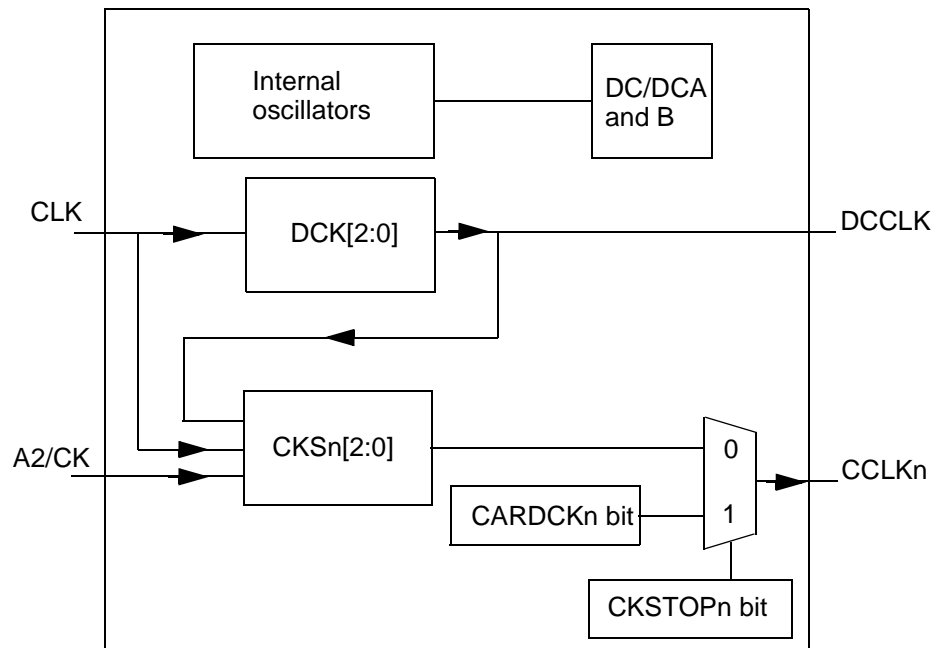 Internal
oscillators
DC/DCA
and B
CLK
DCK[2:0]
DCCLK
A2/CK
CKSn[2:0]
0
CCLKn
CARDCKn bit
1
CKSTOPn bit